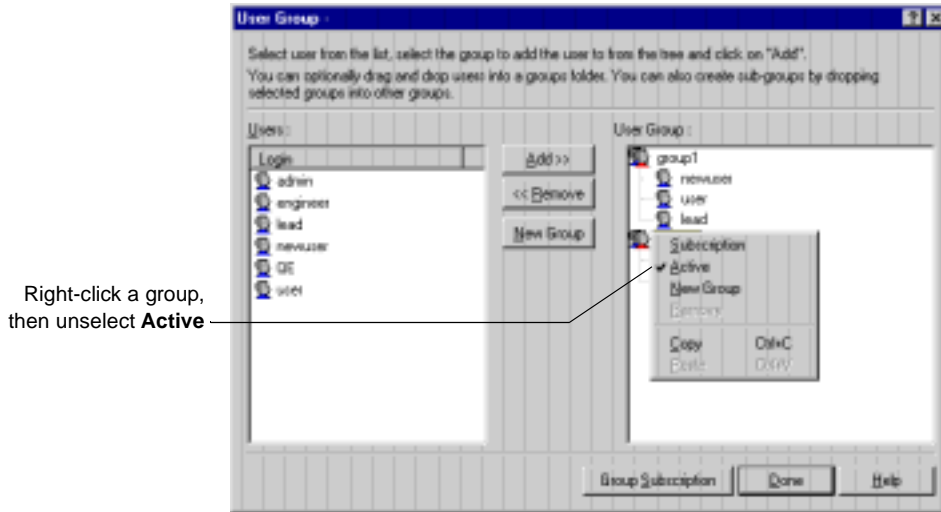 User Group -
Select user from the list, select the group to add the user to from the tree and click on "Add".
You can optionally drag and drop users into a groups folder. You can also create sub-groups by dropping
selected groups into other groups.
Users:
User Group :
Login
admin
engineer
lead
newuser
QE
user
Add >>
<< Remove
New Group
group1
newuser
user
lead
Subscription
Active
New Group
Remove
Copy Ctrl+C
Paste Ctrl+V
Right-click a group,
then unselect Active
Group Subscription
Done
Help